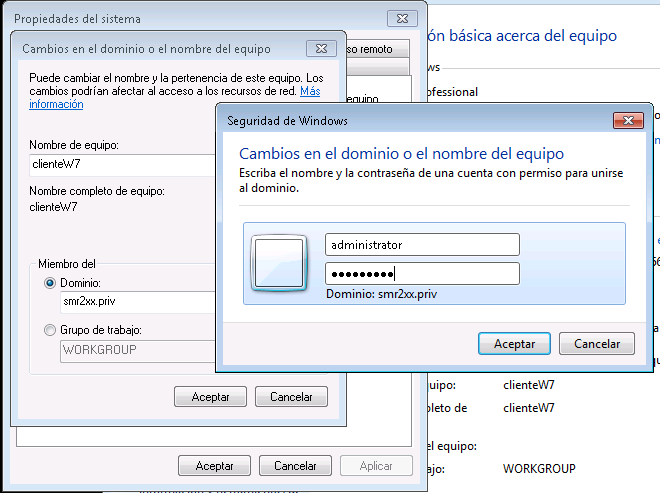 Propiedades del sistema
so remoto
ón básica acerca del equipo
ws
ofessional
Cambios en el dominio o el nombre del equipo
Puede cambiar el nombre y la pertenencia de este equipo. Los
cambios podrían afectar al acceso a los recursos de red. Más
información
equipo
Nombre de equipo:
clienteW7
Nombre completo de equipo:
clienteW7
Miembro del
Dominio:
smr2xx.priv
Grupo de trabajo:
WORKGROUP
Aceptar
Cancelar
Aceptar
Cancelar
Aplicar
Seguridad de Windows
Cambios en el dominio o el nombre del equipo
Escriba el nombre y la contraseña de una cuenta con permiso para unirse
al dominio.
administrator
●●●●●●●●●
Dominio: smr2xx.priv
Aceptar
Cancelar
quipo:
clienteW7
pleto de
clienteW7
el equipo:
ajo:
WORKGROUP